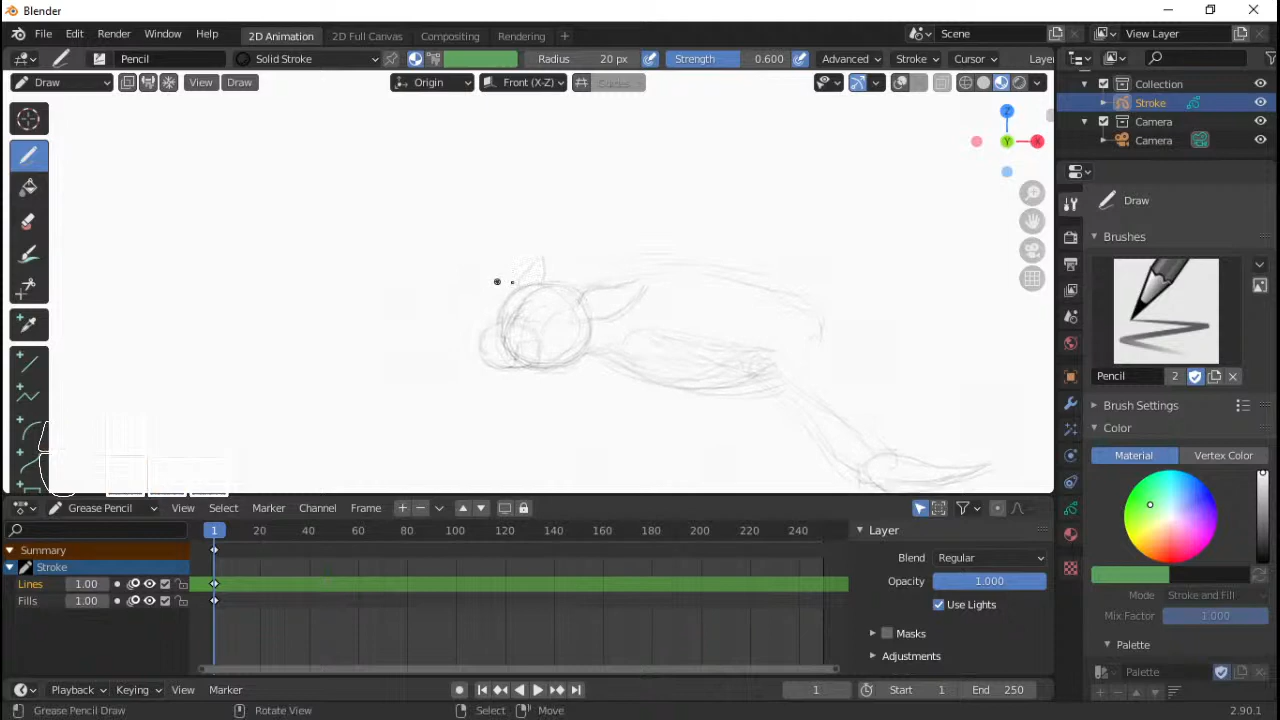 Blender
File Edit Render Window Help 2D Animation 2D Full Canvas Compositing Rendering Scene View Layer
Pencil Solid Stroke Radius 20 px Strength 0.600 Advanced Stroke Cursor Layer
Draw View Draw Origin Front (X-Z) Guides
Z
Y
X
Collection
Stroke
Camera
Camera
Draw
Brushes
Pencil 2
Brush Settings
Color
Material Vertex Color
Mode Stroke and Fill
Mix Factor 1.000
Palette
Palette
Grease Pencil View Select Marker Channel Frame
1 20 40 60 80 100 120 140 160 180 200 220 240
Summary
Stroke
Lines 1.00
Fills 1.00
Layer
Blend Regular
Opacity 1.000
Use Lights
Masks
Adjustments
Playback Keying View Marker 1 Start 1 End 250
Grease Pencil Draw Rotate View Select Move 2.90.1